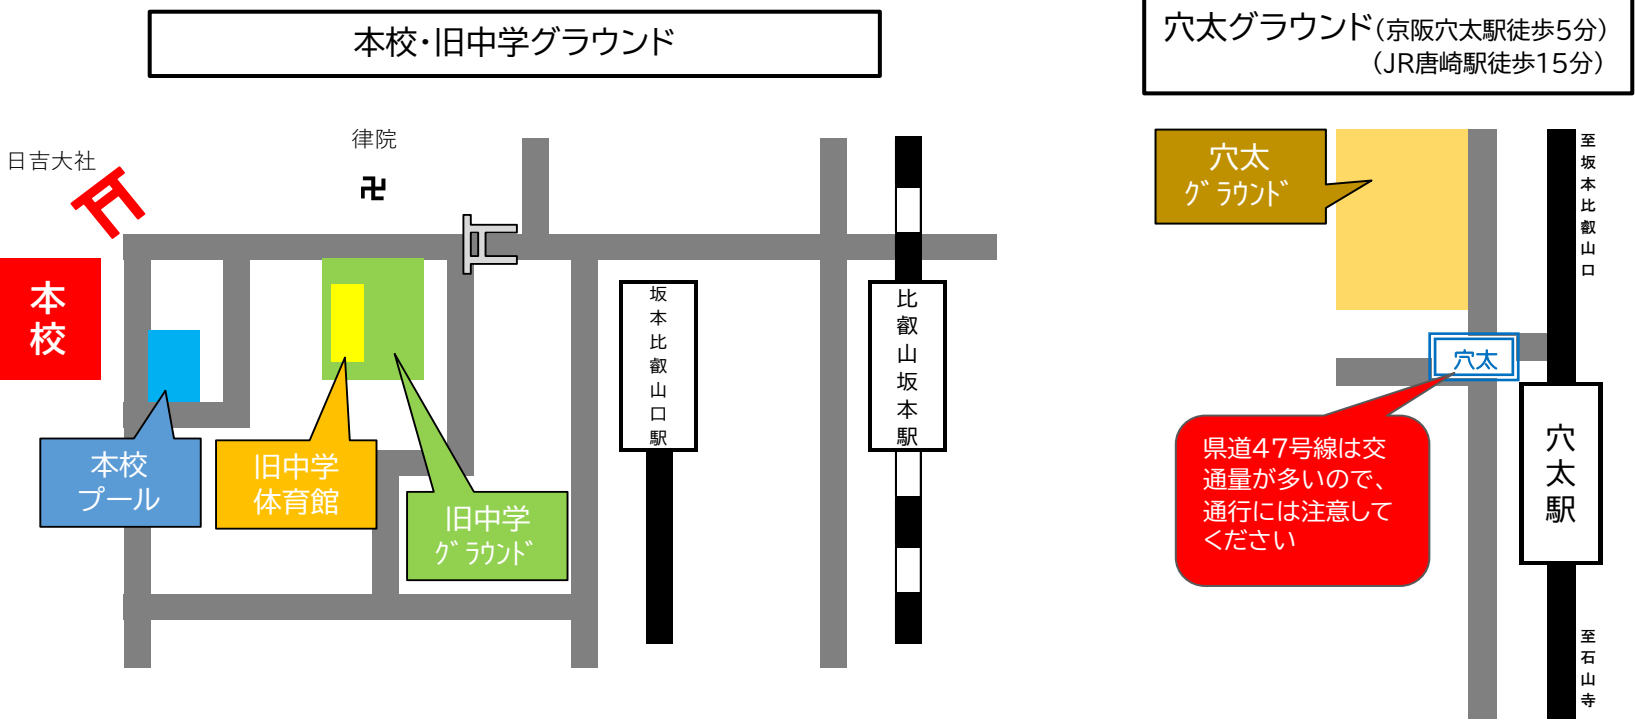 本校・旧中学グラウンド
穴太グラウンド(京阪穴太駅徒歩5分)
(JR唐崎駅徒歩15分)
日吉大社
律院
卍
本
校
坂本比叡山口駅
比叡山坂本駅
本校
プール
旧中学
体育館
旧中学
グラウンド
穴太
グラウンド
至坂本比叡山口
穴太
県道47号線は交
通量が多いので、
通行には注意して
ください
穴太駅
至石山寺